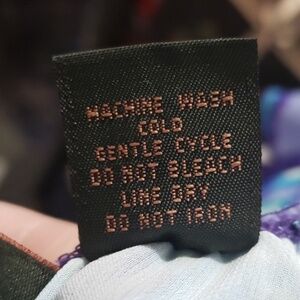 MACHINE WASH
COLD
GENTLE CYCLE
DO NOT BLEACH
LINE DRY
DO NOT IRON